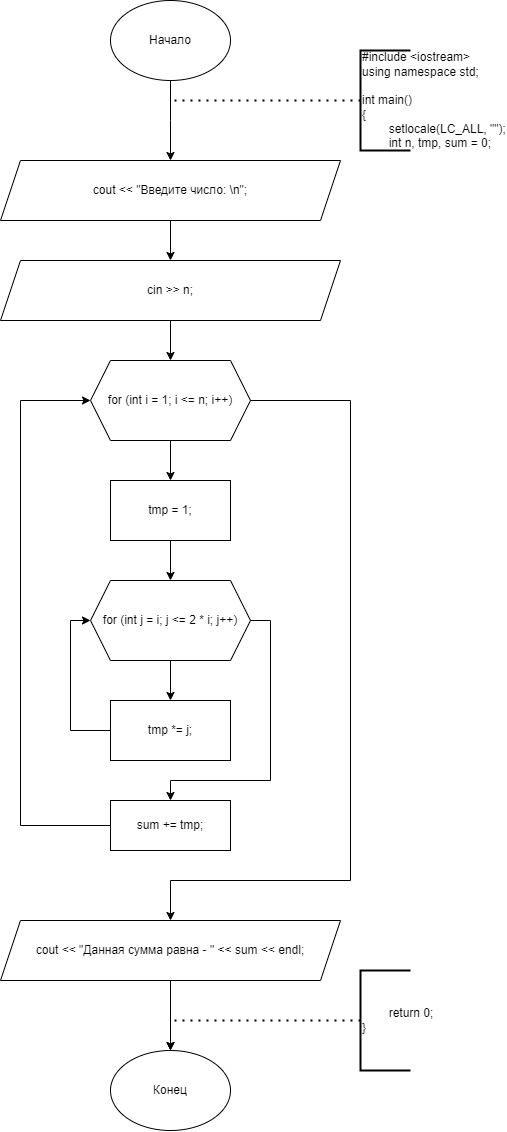 Начало
#include <iostream>
using namespace std;
int main()
{
setlocale(LC_ALL, "");
int n, tmp, sum = 0;
cout << "Введите число: \n";
cin >> n;
for (int i = 1; i <= n; i++)
tmp = 1;
for (int j = i; j <= 2 * i; j++)
tmp *= j;
sum += tmp;
cout << "Данная сумма равна - " << sum << endl;
return 0;
}
Конец